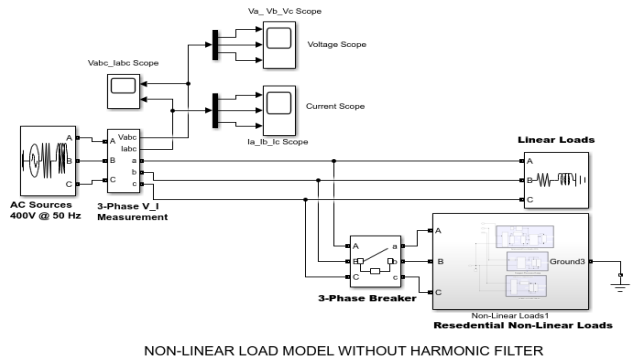 Va_ Vb_Vc Scope
Voltage Scope
Vabc_Iabc Scope
Current Scope
Ia_Ib_Ic Scope
A
B
C
AC Sources
400V @ 50 Hz
A
B
C
Vabc
Iabc
a
b
c
3-Phase V_I
Measurement
Linear Loads
A
B
C
A
B
C
a
b
c
3-Phase Breaker
A
B
C
Ground3
Non-Linear Loads1
Resedential Non-Linear Loads
NON-LINEAR LOAD MODEL WITHOUT HARMONIC FILTER